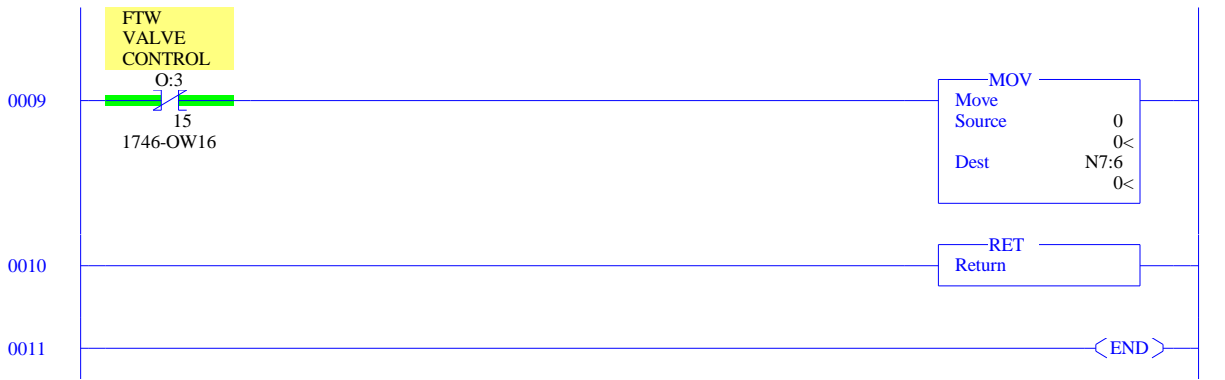 FTW
VALVE
CONTROL
O:3
15
1746-OW16
0009
MOV
Move
Source 0
0<
Dest N7:6
0<
0010
RET
Return
0011
END